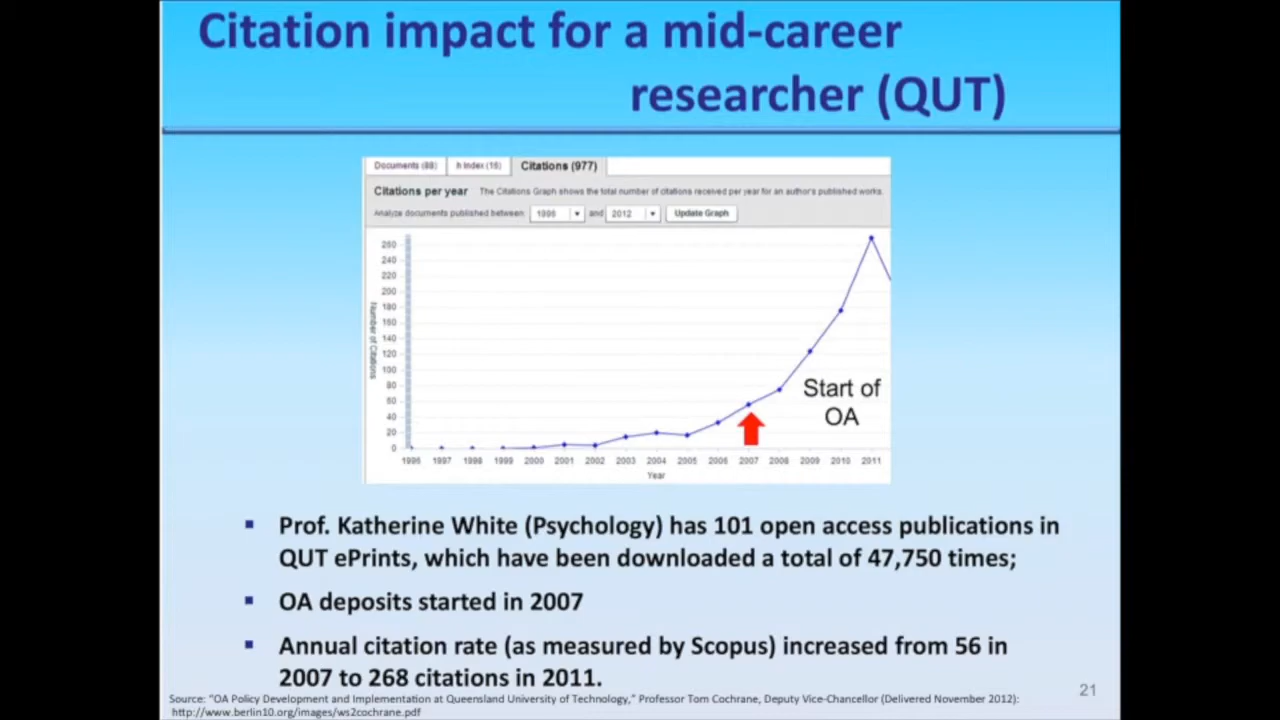 Citation impact for a mid-career
researcher (QUT)
Documents (88) h Index (16) Citations (977)
Citations per year The Citations Graph shows the total number of citations received per year for an author's published works.
Analyze documents published between: 1996 and 2012 Update Graph
260
240
220
200
180
160
140
120
100
80
60
40
20
0
Number of Citations
Start of
OA
1996 1997 1998 1999 2000 2001 2002 2003 2004 2005 2006 2007 2008 2009 2010 2011
Year
▪ Prof. Katherine White (Psychology) has 101 open access publications in
QUT ePrints, which have been downloaded a total of 47,750 times;
▪ OA deposits started in 2007
▪ Annual citation rate (as measured by Scopus) increased from 56 in
2007 to 268 citations in 2011.
Source: "OA Policy Development and Implementation at Queensland University of Technology," Professor Tom Cochrane, Deputy Vice-Chancellor (Delivered November 2012):
http://www.berlin10.org/images/ws2cochrane.pdf
21